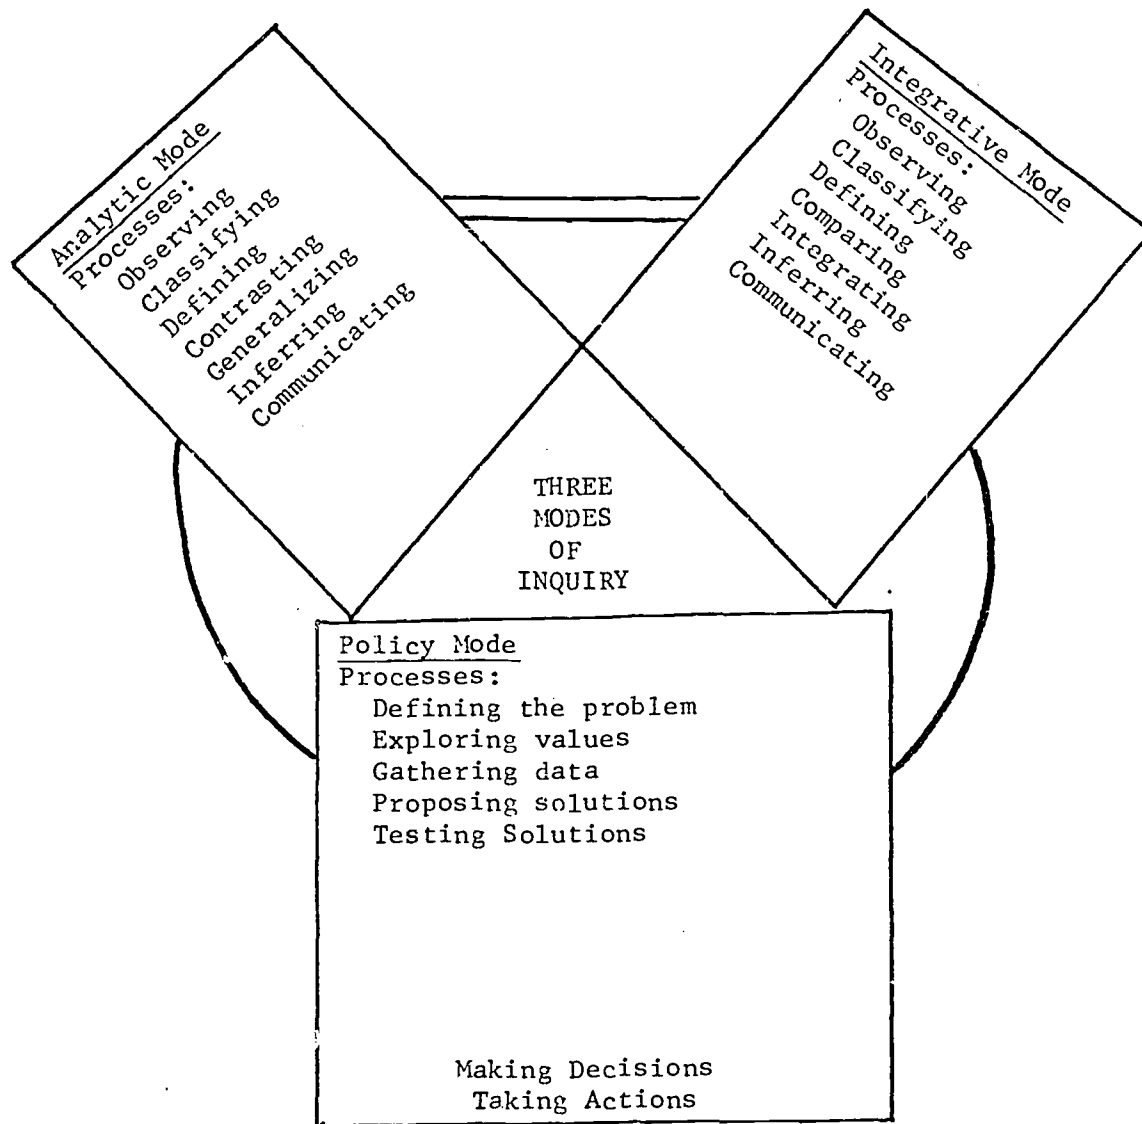 Analytic Mode
Processes:
Observing
Classifying
Defining
Contrasting
Generalizing
Inferring
Communicating
Integrative Mode
Processes:
Observing
Classifying
Defining
Comparing
Integrating
Inferring
Communicating
THREE
MODES
OF
INQUIRY
Policy Mode
Processes:
Defining the problem
Exploring values
Gathering data
Proposing solutions
Testing Solutions
Making Decisions
Taking Actions